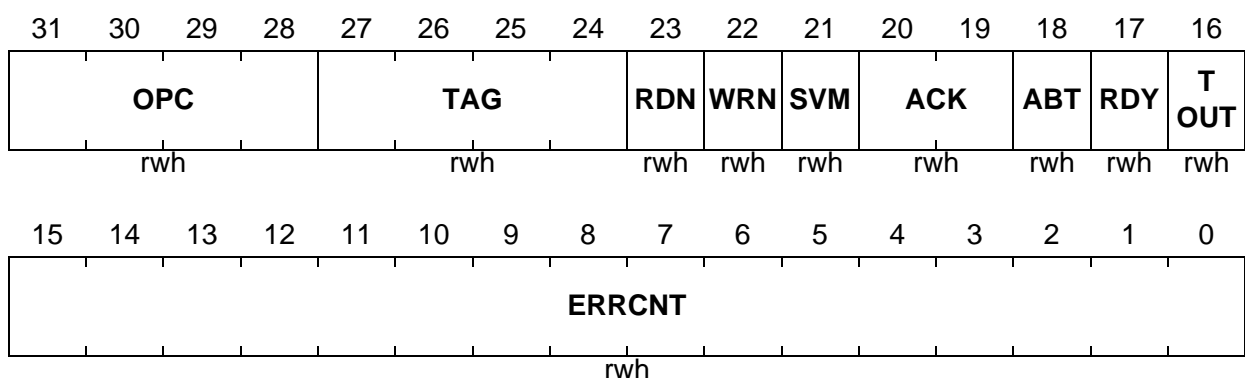 31 30 29 28 27 26 25 24 23 22 21 20 19 18 17 16
OPC TAG RDN WRN SVM ACK ABT RDY T
OUT
rwh rwh rwh rwh rwh rwh rwh rwh rwh
15 14 13 12 11 10 9 8 7 6 5 4 3 2 1 0
ERRCNT
rwh